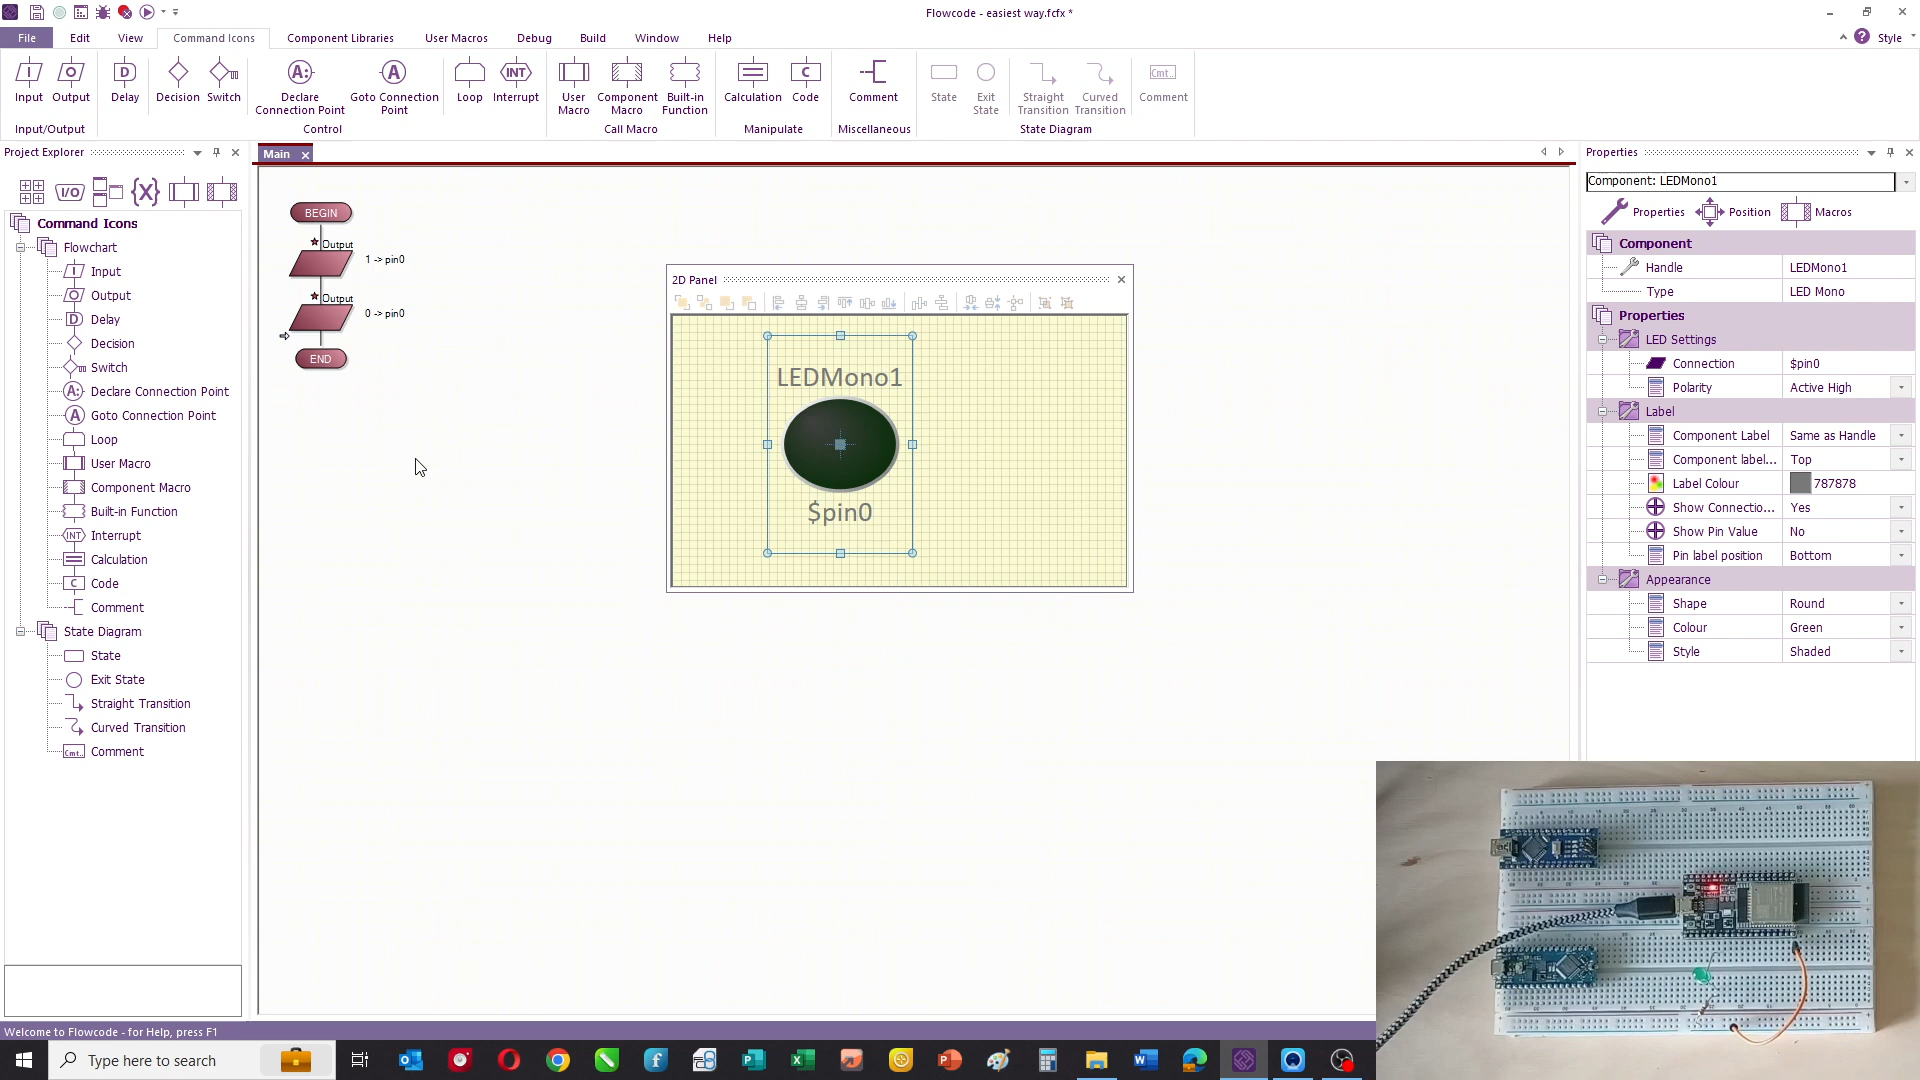 Flowcode - easiest way.fcfx *
File Edit View Command Icons Component Libraries User Macros Debug Build Window Help Style
Input Output Delay Decision Switch Declare Connection Point Goto Connection Point Loop Interrupt User Macro Component Macro Built-in Function Calculation Code Comment State Exit State Straight Transition Curved Transition Comment
Input/Output Control Call Macro Manipulate Miscellaneous State Diagram
Project Explorer
Command Icons
Flowchart
Input
Output
Delay
Decision
Switch
Declare Connection Point
Goto Connection Point
Loop
User Macro
Component Macro
Built-in Function
Interrupt
Calculation
Code
Comment
State Diagram
State
Exit State
Straight Transition
Curved Transition
Comment
Main
BEGIN
Output
1 -> pin0
Output
0 -> pin0
END
2D Panel
LEDMono1
$pin0
Properties
Component: LEDMono1
Properties Position Macros
Component
Handle LEDMono1
Type LED Mono
Properties
LED Settings
Connection $pin0
Polarity Active High
Label
Component Label Same as Handle
Component label... Top
Label Colour 787878
Show Connectio... Yes
Show Pin Value No
Pin label position Bottom
Appearance
Shape Round
Colour Green
Style Shaded
Welcome to Flowcode - for Help, press F1
Type here to search